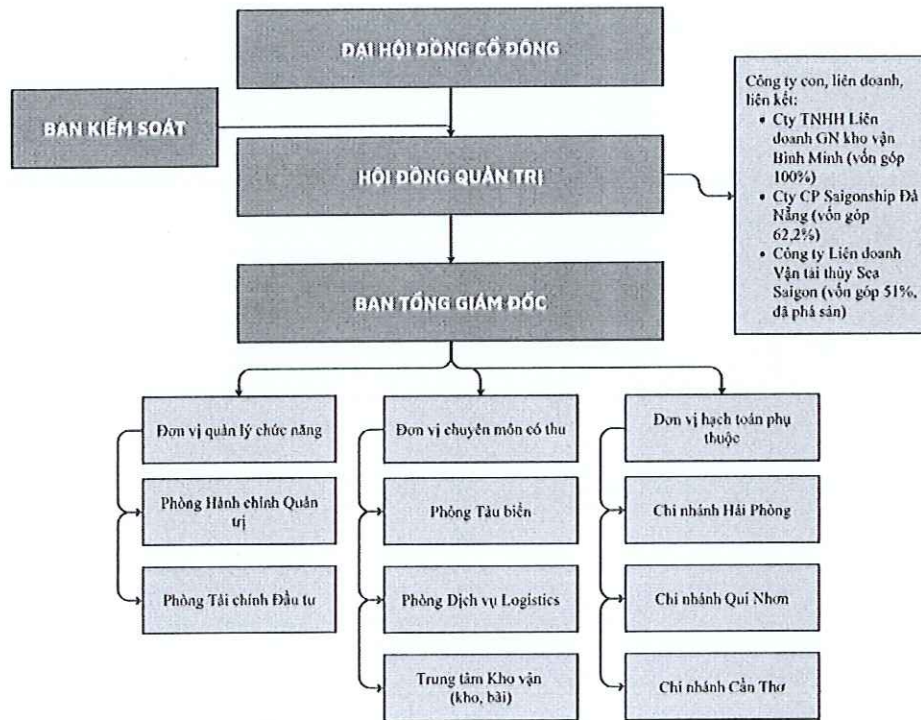 ĐẠI HỘI ĐỒNG CỔ ĐÔNG
BAN KIỂM SOÁT
HỘI ĐỒNG QUẢN TRỊ
Công ty con, liên doanh,
liên kết:
• Cty TNHH Liên
doanh GN kho vận
Bình Minh (vốn góp
100%)
• Cty CP Saigonship Đà
Nẵng (vốn góp
62,2%)
• Công ty Liên doanh
Vận tải thủy Sea
Saigon (vốn góp 51%,
đã phá sản)
BAN TỔNG GIÁM ĐỐC
Đơn vị quản lý chức năng
Phòng Hành chính Quản
trị
Phòng Tài chính Đầu tư
Đơn vị chuyên môn có thu
Phòng Tàu biển
Phòng Dịch vụ Logistics
Trung tâm Kho vận
(kho, bãi)
Đơn vị hạch toán phụ
thuộc
Chi nhánh Hải Phòng
Chi nhánh Qui Nhơn
Chi nhánh Cần Thơ